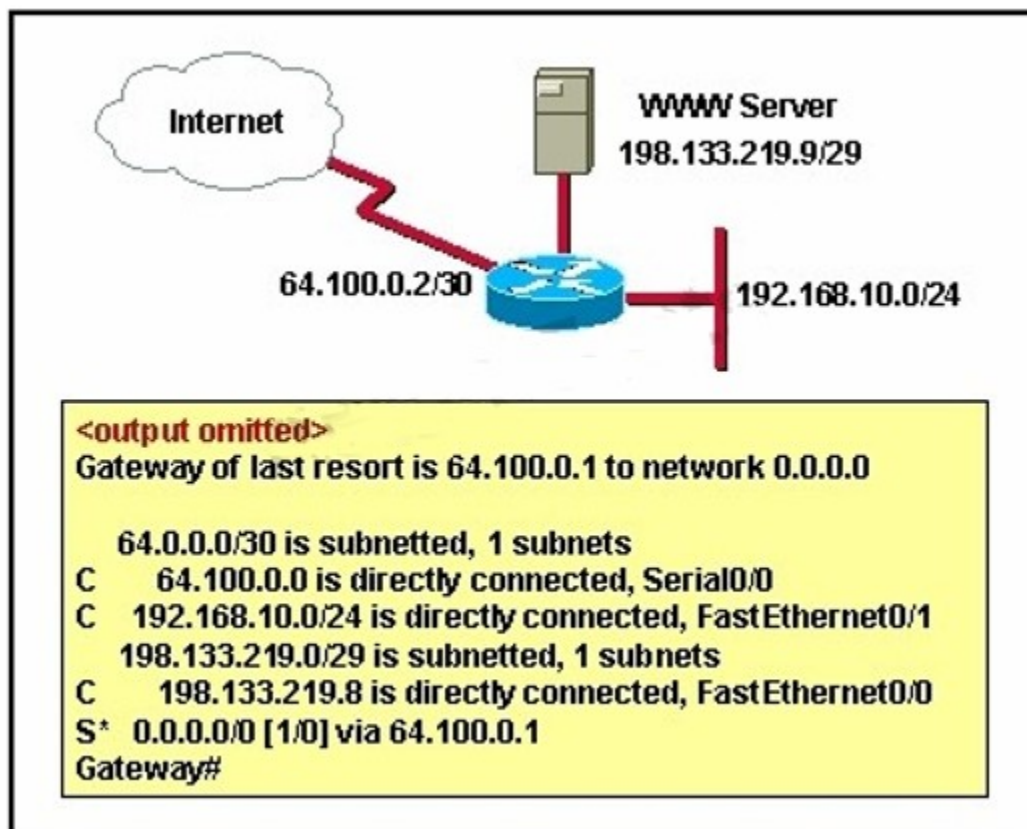 Internet
WWW Server
198.133.219.9/29
64.100.0.2/30
192.168.10.0/24
<output omitted>
Gateway of last resort is 64.100.0.1 to network 0.0.0.0
64.0.0.0/30 is subnetted, 1 subnets
C 64.100.0.0 is directly connected, Serial0/0
C 192.168.10.0/24 is directly connected, FastEthernet0/1
198.133.219.0/29 is subnetted, 1 subnets
C 198.133.219.8 is directly connected, FastEthernet0/0
S* 0.0.0.0/0 [1/0] via 64.100.0.1
Gateway#